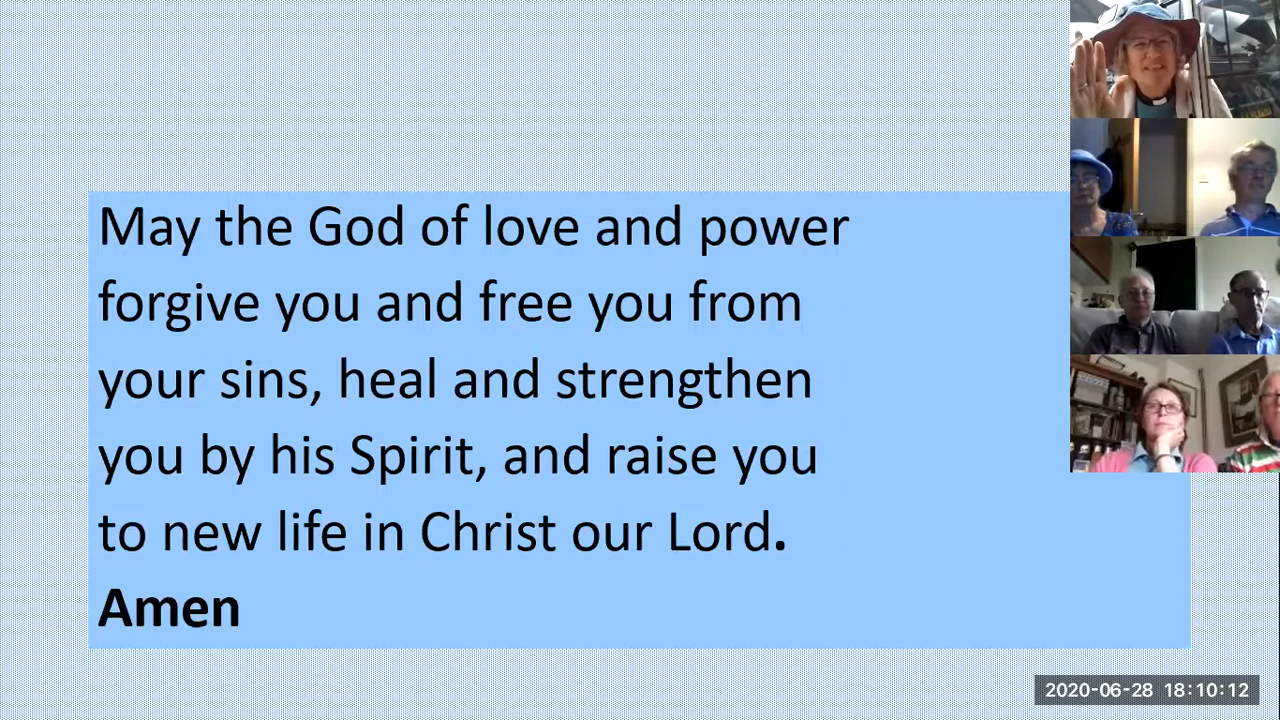 May the God of love and power
forgive you and free you from
your sins, heal and strengthen
you by his Spirit, and raise you
to new life in Christ our Lord.
Amen
2020-06-28 18:10:12